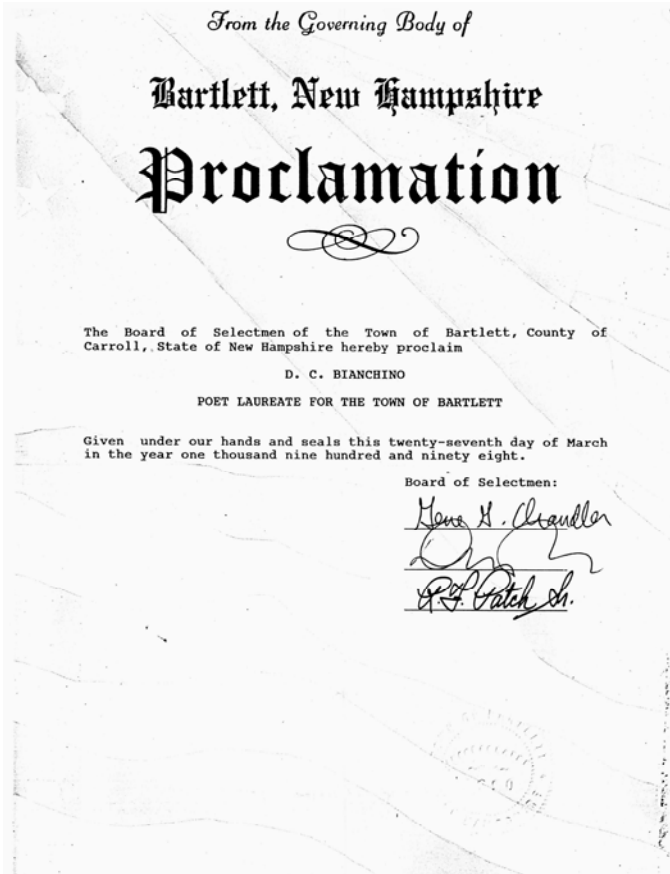 From the Governing Body of
Bartlett, New Hampshire
Proclamation
The Board of Selectmen of the Town of Bartlett, County of
Carroll, State of New Hampshire hereby proclaim
D. C. BIANCHINO
POET LAUREATE FOR THE TOWN OF BARTLETT
Given under our hands and seals this twenty-seventh day of March
in the year one thousand nine hundred and ninety eight.
Board of Selectmen:
Gene G. Chandler
R.F. Patch Sr.